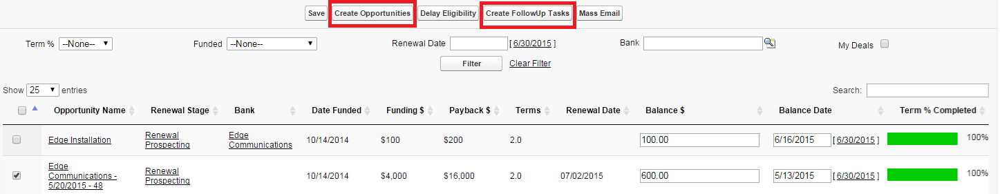 Save Create Opportunities Delay Eligibility Create FollowUp Tasks Mass Email
Term % --None-- Funded --None-- Renewal Date [ 6/30/2015 ] Bank My Deals
Filter Clear Filter
Show 25 entries Search:
Opportunity Name Renewal Stage Bank Date Funded Funding $ Payback $ Terms Renewal Date Balance $ Balance Date Term % Completed
Edge Installation Renewal Prospecting Edge Communications 10/14/2014 $100 $200 2.0 100.00 6/16/2015 [ 6/30/2015 ] 100%
Edge Communications - 5/20/2015 - 48 Renewal Prospecting 10/14/2014 $4,000 $16,000 2.0 07/02/2015 600.00 5/13/2015 [ 6/30/2015 ] 100%